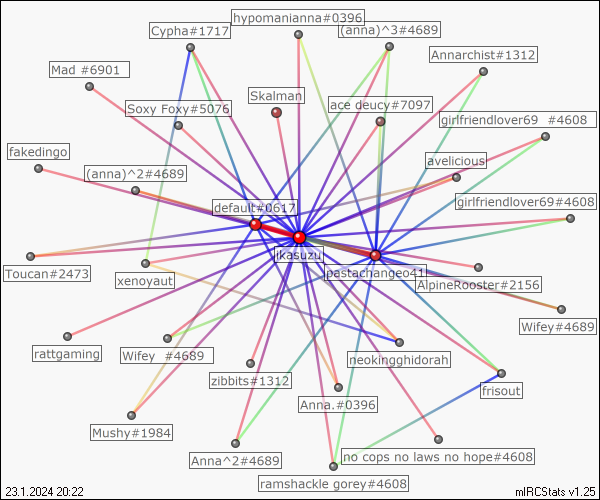 hypomanianna#0396
Cypha#1717
(anna)^3#4689
Annarchist#1312
Mad #6901
Skalman
ace deucy#7097
Soxy Foxy#5076
girlfriendlover69 #4608
fakedingo
avelicious
(anna)^2#4689
girlfriendlover69#4608
default#0617
ikasuzu
pastachangeo41
Toucan#2473
xenoyaut
AlpineRooster#2156
Wifey#4689
rattgaming
Wifey #4689
neokingghidorah
zibbits#1312
frisout
Anna.#0396
Mushy#1984
Anna^2#4689
no cops no laws no hope#4608
ramshackle gorey#4608
23.1.2024 20:22
mIRCStats v1.25